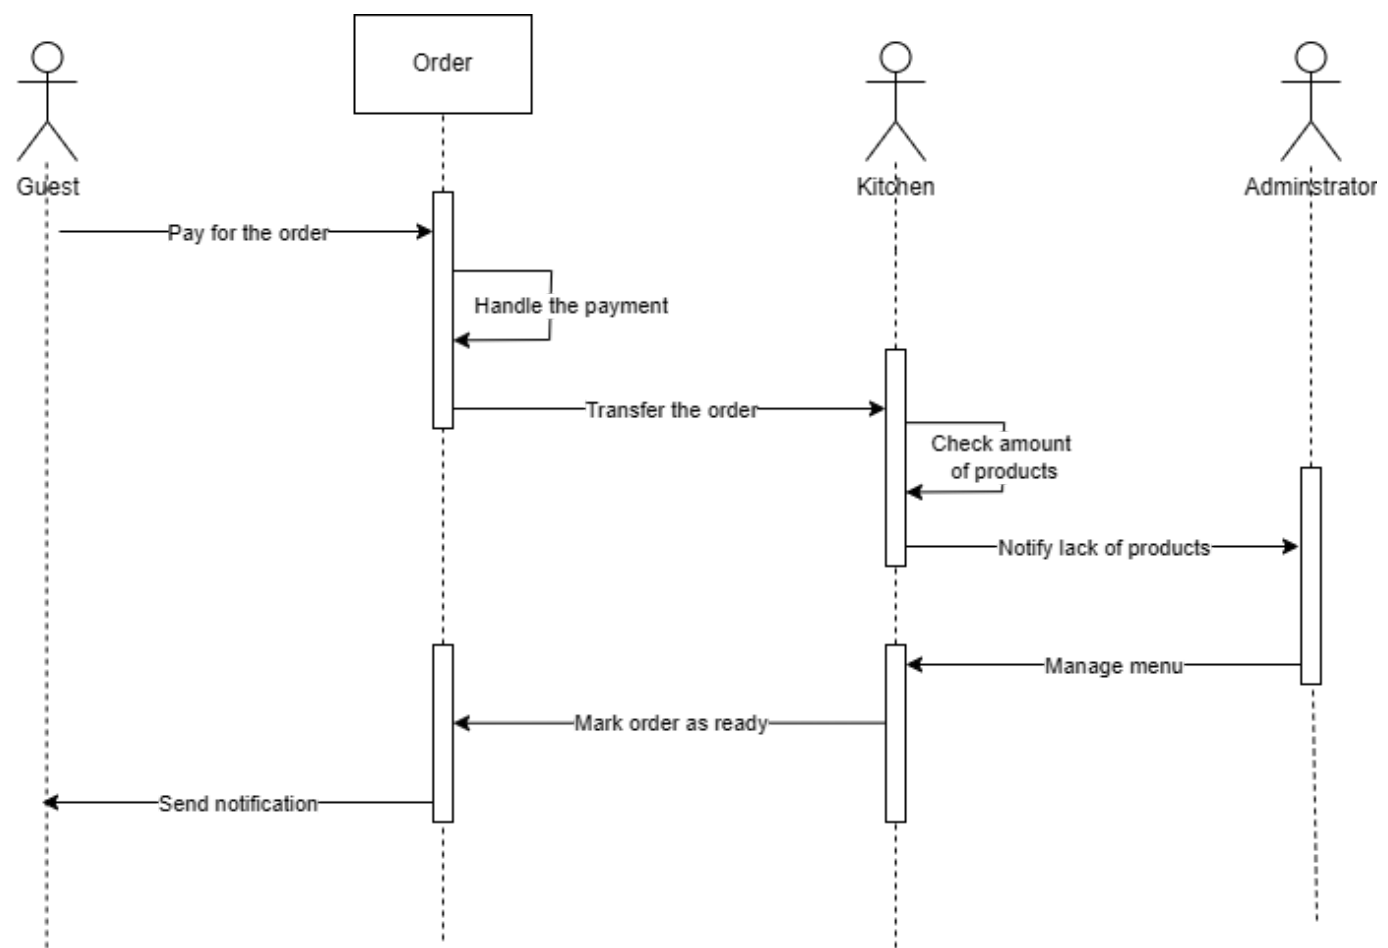 Order
Guest
Kitchen
Adminstrator
Pay for the order
Handle the payment
Transfer the order
Check amount
of products
Notify lack of products
Manage menu
Mark order as ready
Send notification